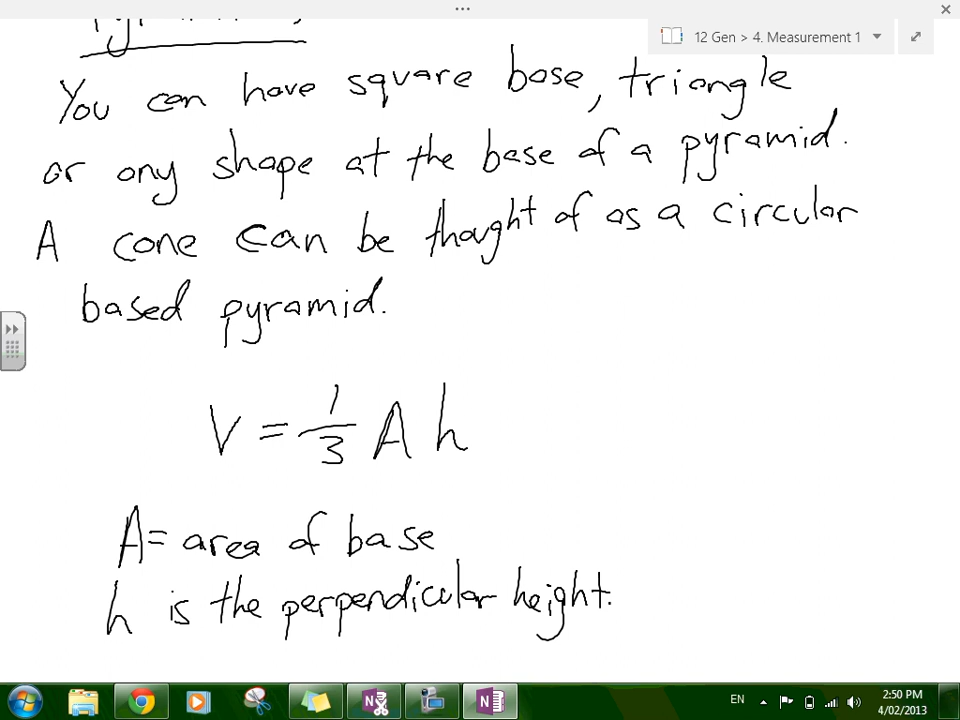 12 Gen > 4. Measurement 1
You can have square base, triangle
or any shape at the base of a pyramid.
A cone can be thought of as a circular
based pyramid.
V = 1/3 A h
A = area of base
h is the perpendicular height.
EN
2:50 PM
4/02/2013